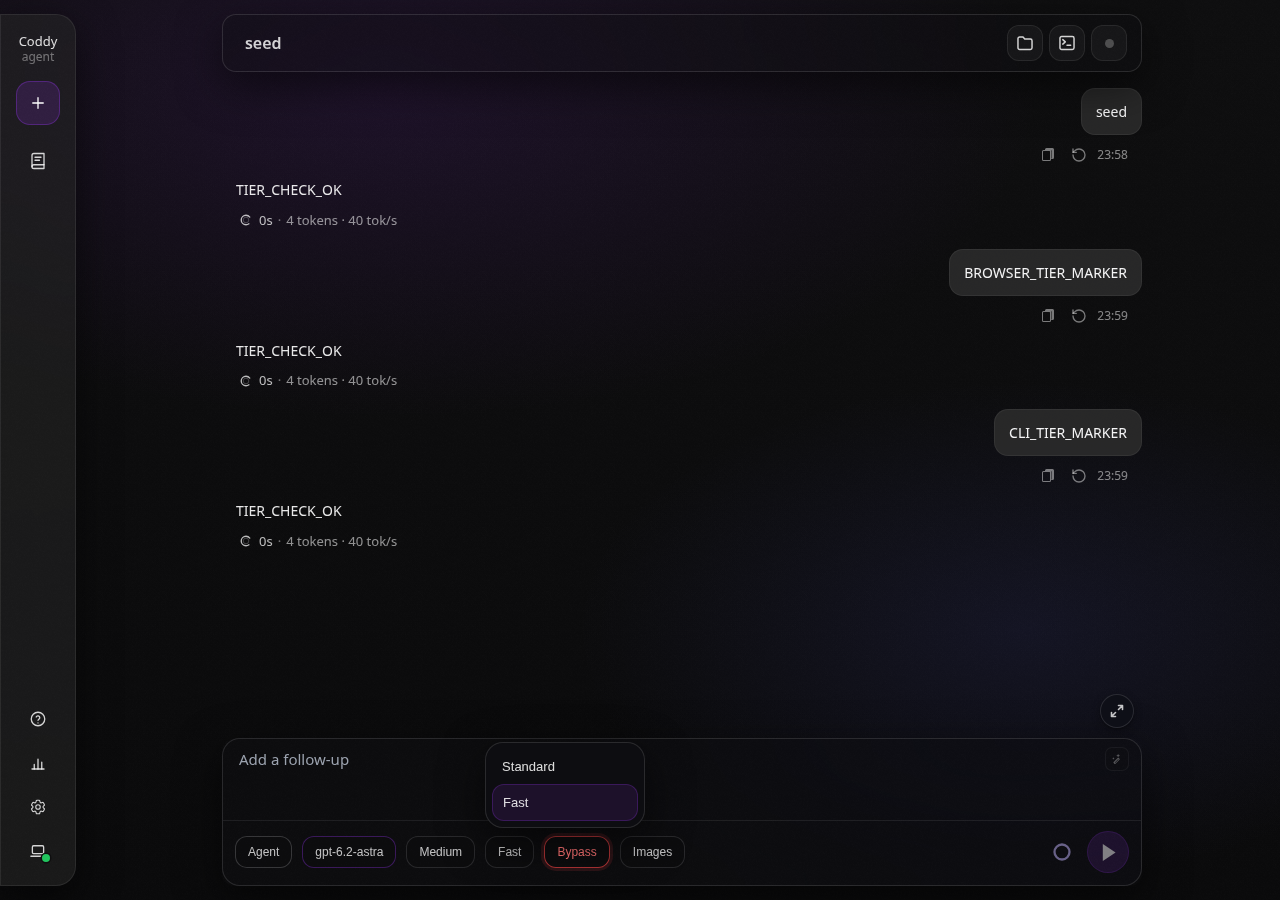 Coddy
agent
seed
seed
23:58
TIER_CHECK_OK
0s · 4 tokens · 40 tok/s
BROWSER_TIER_MARKER
23:59
TIER_CHECK_OK
0s · 4 tokens · 40 tok/s
CLI_TIER_MARKER
23:59
TIER_CHECK_OK
0s · 4 tokens · 40 tok/s
Add a follow-up
Standard
Fast
Agent gpt-6.2-astra Medium Fast Bypass Images